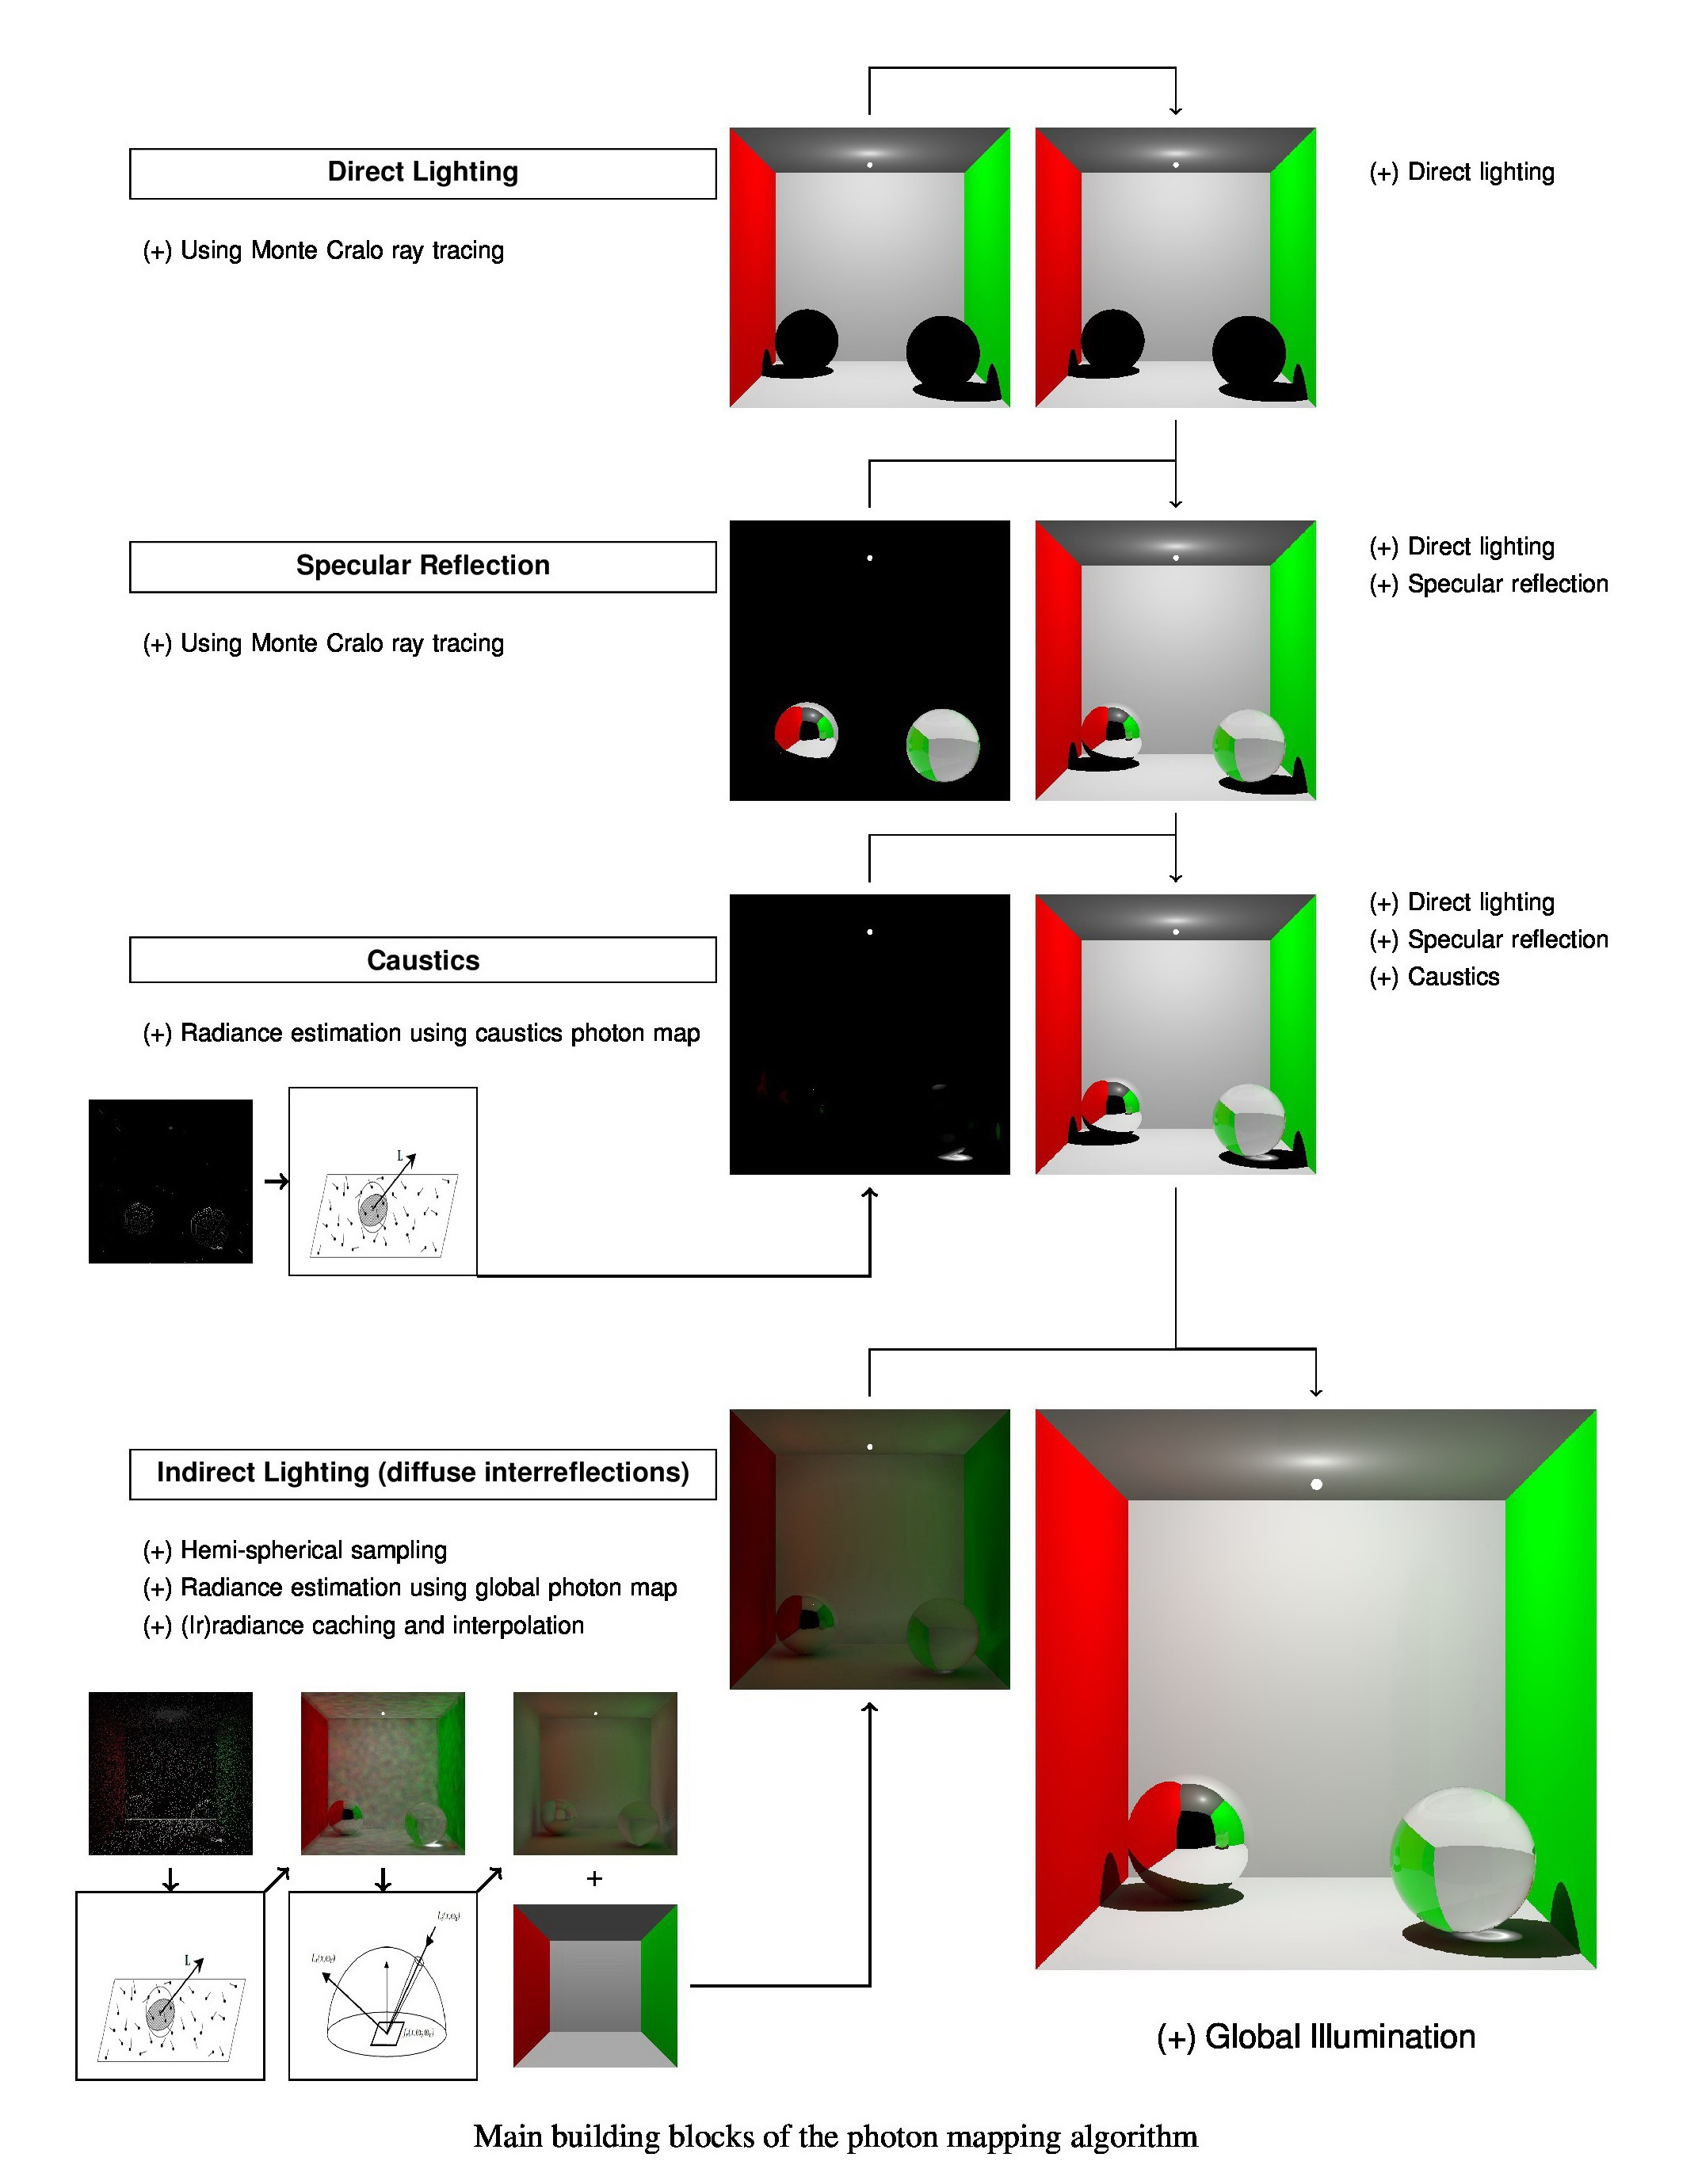 Direct Lighting
(+) Direct lighting
(+) Using Monte Cralo ray tracing
Specular Reflection
(+) Direct lighting
(+) Specular reflection
(+) Using Monte Cralo ray tracing
Caustics
(+) Direct lighting
(+) Specular reflection
(+) Caustics
(+) Radiance estimation using caustics photon map
L
Indirect Lighting (diffuse interreflections)
(+) Hemi-spherical sampling
(+) Radiance estimation using global photon map
(+) (Ir)radiance caching and interpolation
+
L
(+) Global Illumination
Main building blocks of the photon mapping algorithm